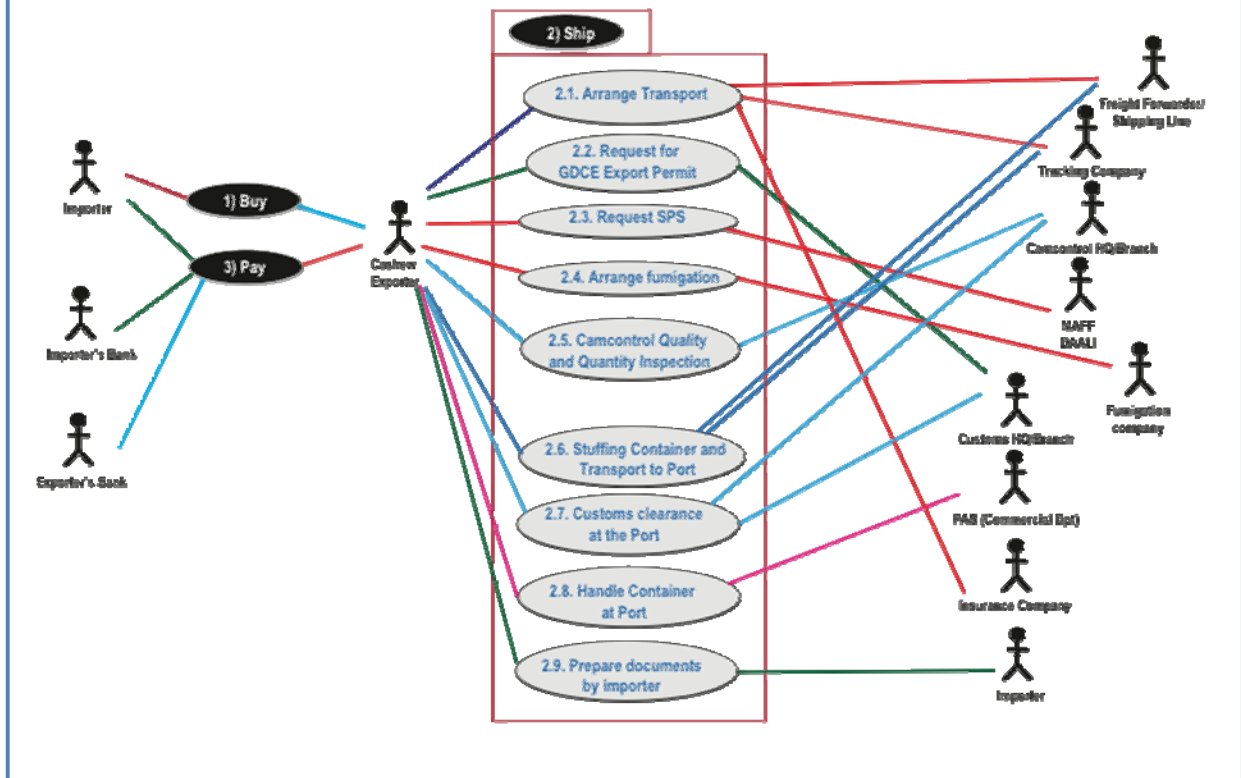 2) Ship
2.1. Arrange Transport
2.2. Request for
GDCE Export Permit
2.3. Request SPS
2.4. Arrange fumigation
2.5. Camcontrol Quality
and Quantity Inspection
2.6. Stuffing Container and
Transport to Port
2.7. Customs clearance
at the Port
2.8. Handle Container
at Port
2.9. Prepare documents
by importer
1) Buy
3) Pay
Importer
Importer's Bank
Exporter's Bank
Cashew
Exporter
Freight Forwarder/
Shipping Line
Trucking Company
Camcontrol HQ/Branch
DAALI
Fumigation
company
Customs HQ/Branch
PAS (Commercial Dpt)
Insurance Company
Importer